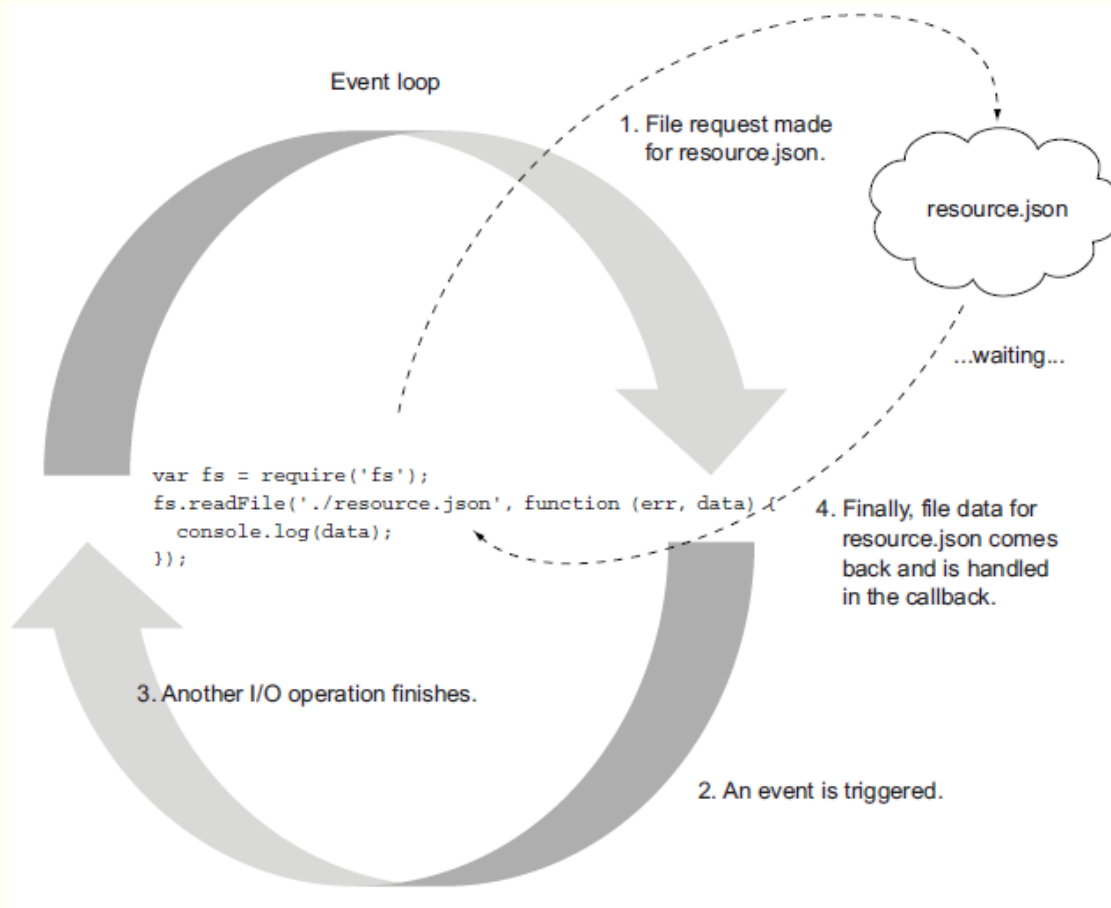 Event loop
1. File request made
for resource.json.
resource.json
...waiting...
var fs = require('fs');
fs.readFile('./resource.json', function (err, data) {
  console.log(data);
});
4. Finally, file data for
resource.json comes
back and is handled
in the callback.
3. Another I/O operation finishes.
2. An event is triggered.